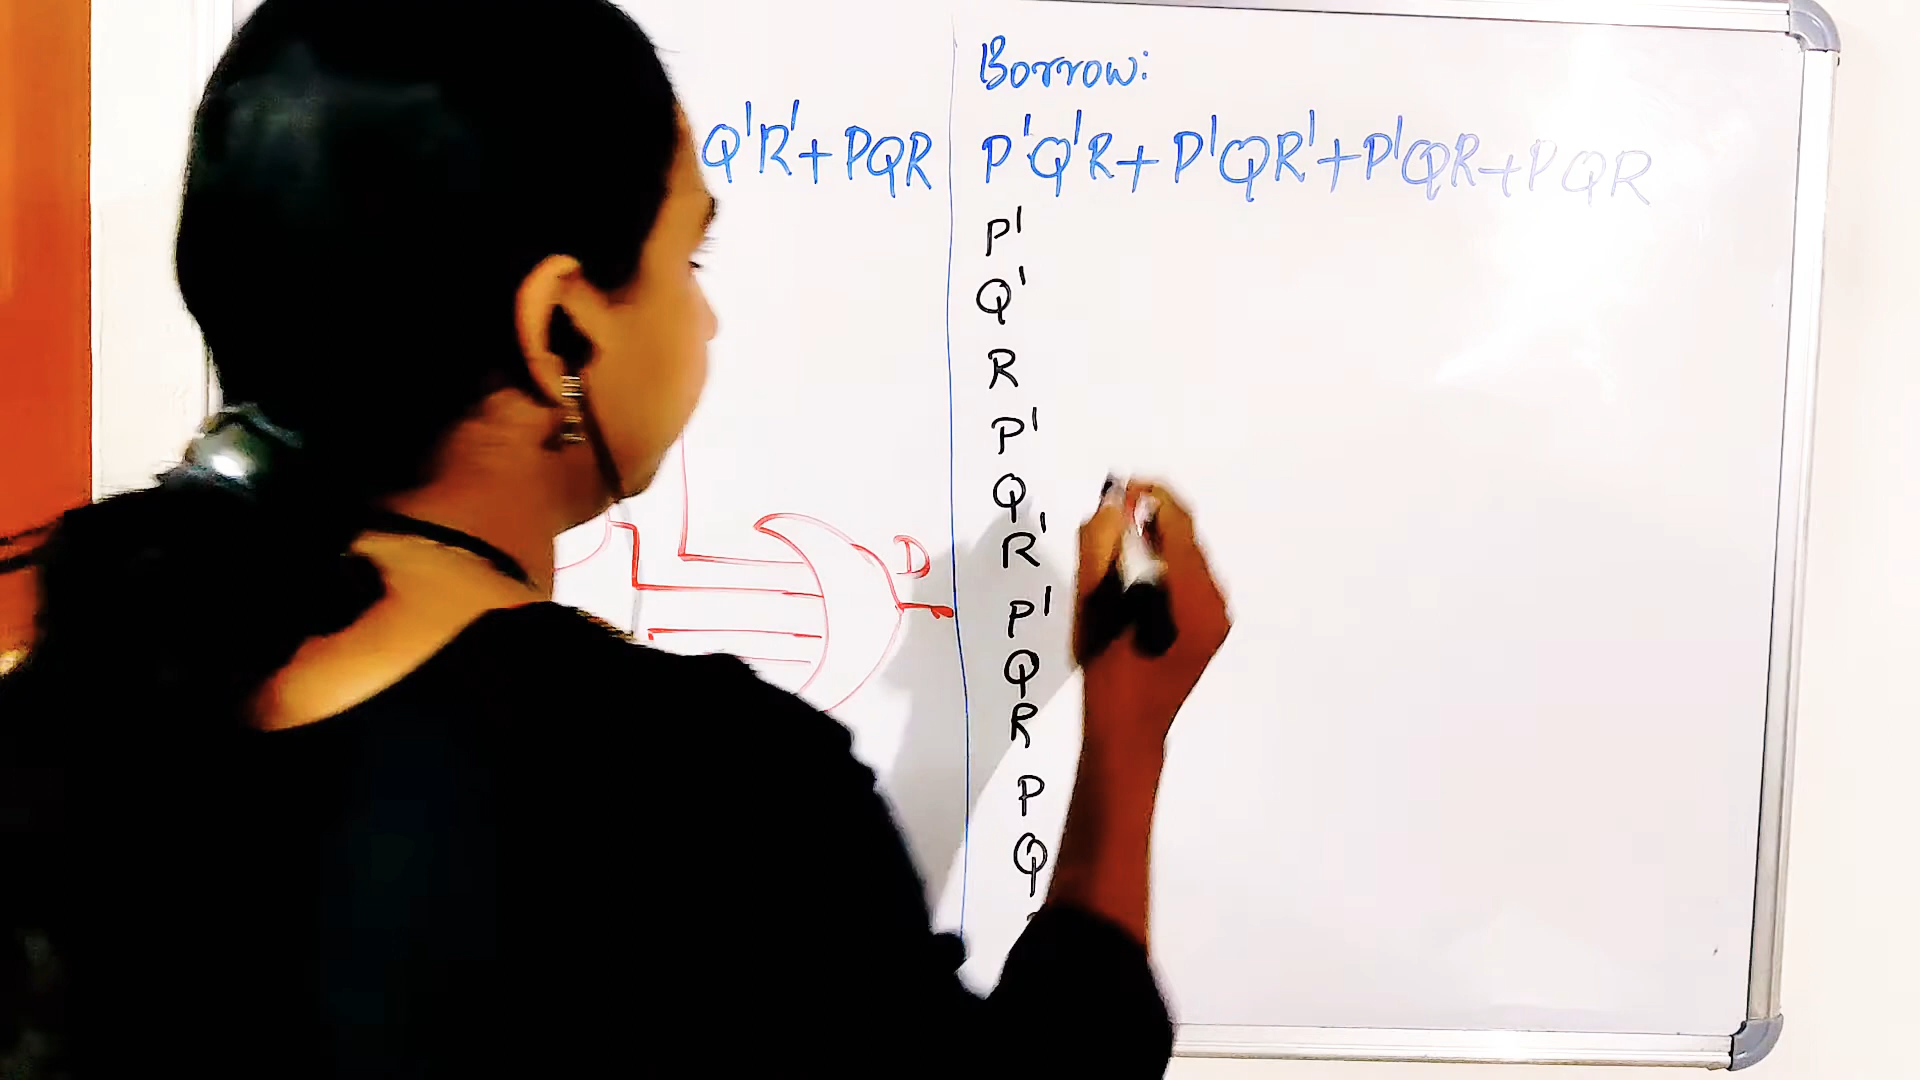 Borrow:
Q'R'+PQR
P'Q'R+P'QR'+P'QR+PQR
P'
Q'
R
P'
Q
R'
P'
Q
R
P
Q
D